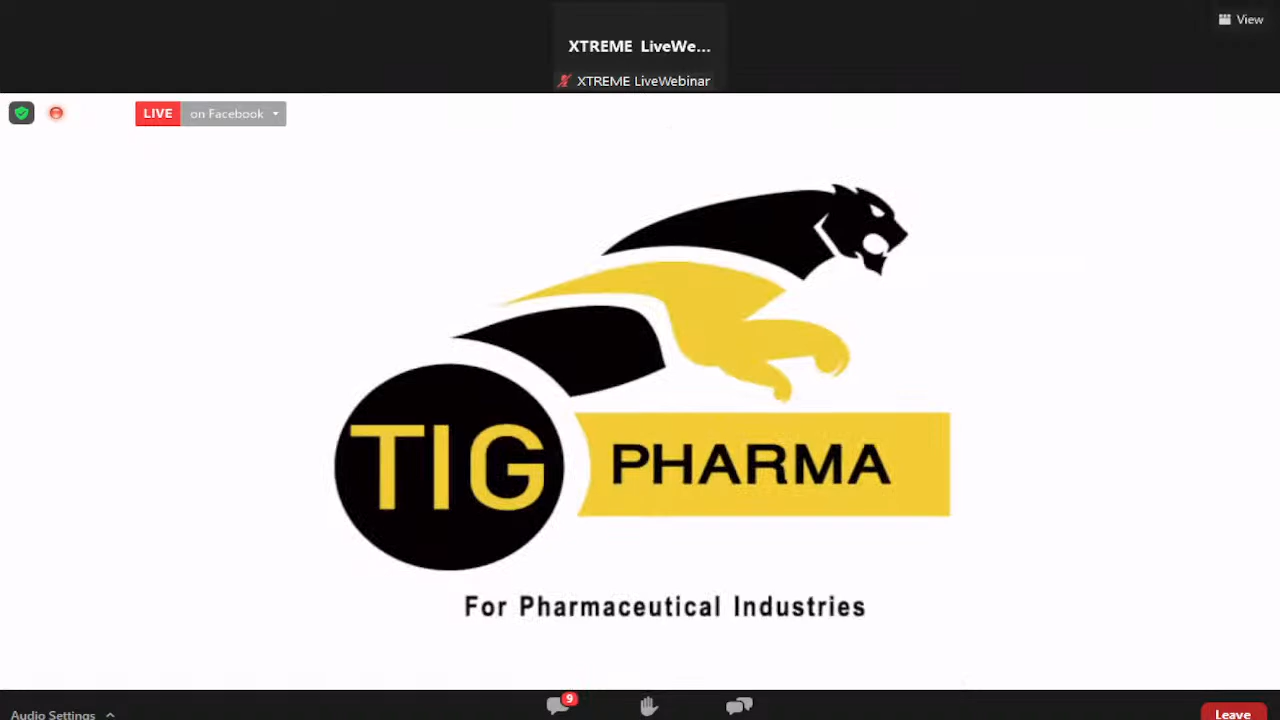 View
XTREME LiveWe...
XTREME LiveWebinar
LIVE on Facebook
TIG PHARMA
For Pharmaceutical Industries
9
Audio Settings
Leave